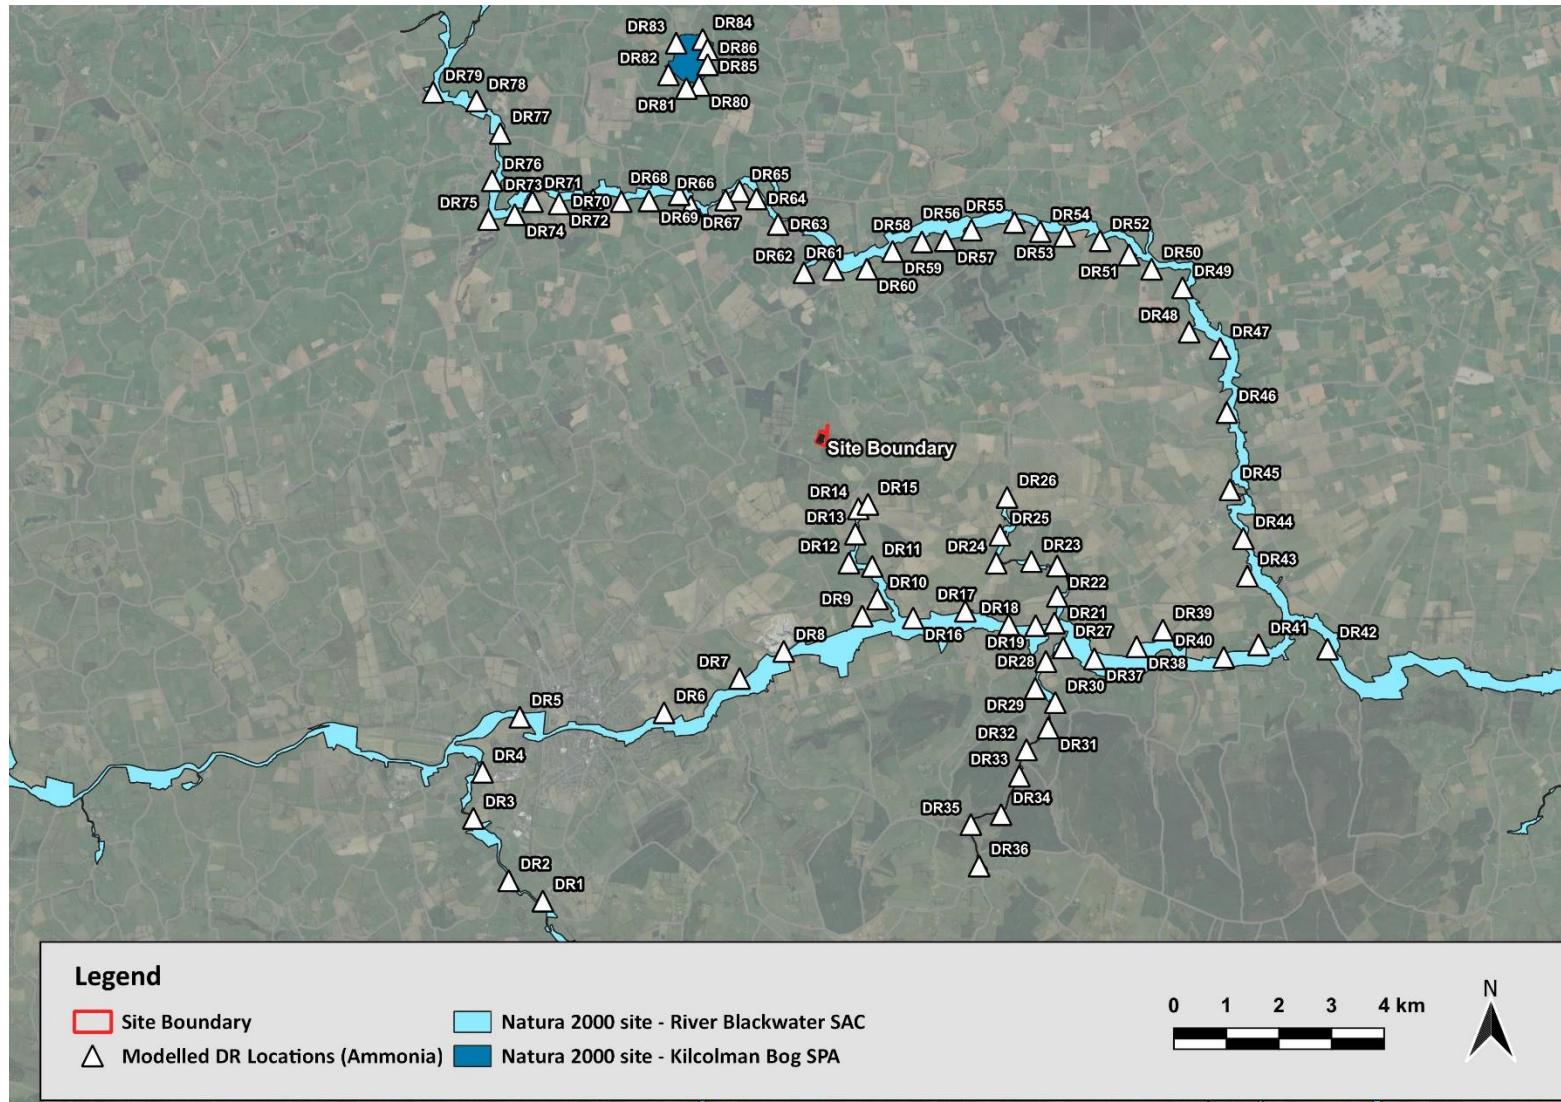 DR83
DR84
DR86
DR82
DR85
DR81
DR80
DR79
DR78
DR77
DR76
DR73
DR71
DR68
DR66
DR65
DR75
DR70
DR64
DR74
DR72
DR69
DR67
DR63
DR62
DR61
DR58
DR56
DR55
DR54
DR52
DR59
DR57
DR53
DR51
DR50
DR60
DR49
DR48
DR47
DR46
Site Boundary
DR45
DR14
DR15
DR26
DR13
DR25
DR44
DR12
DR11
DR24
DR23
DR43
DR10
DR22
DR9
DR17
DR18
DR21
DR39
DR16
DR19
DR27
DR40
DR41
DR42
DR8
DR28
DR37
DR38
DR7
DR6
DR30
DR29
DR5
DR32
DR31
DR4
DR33
DR3
DR35
DR34
DR36
DR2
DR1
Legend
Site Boundary
Modelled DR Locations (Ammonia)
Natura 2000 site - River Blackwater SAC
Natura 2000 site - Kilcolman Bog SPA
0 1 2 3 4 km
N